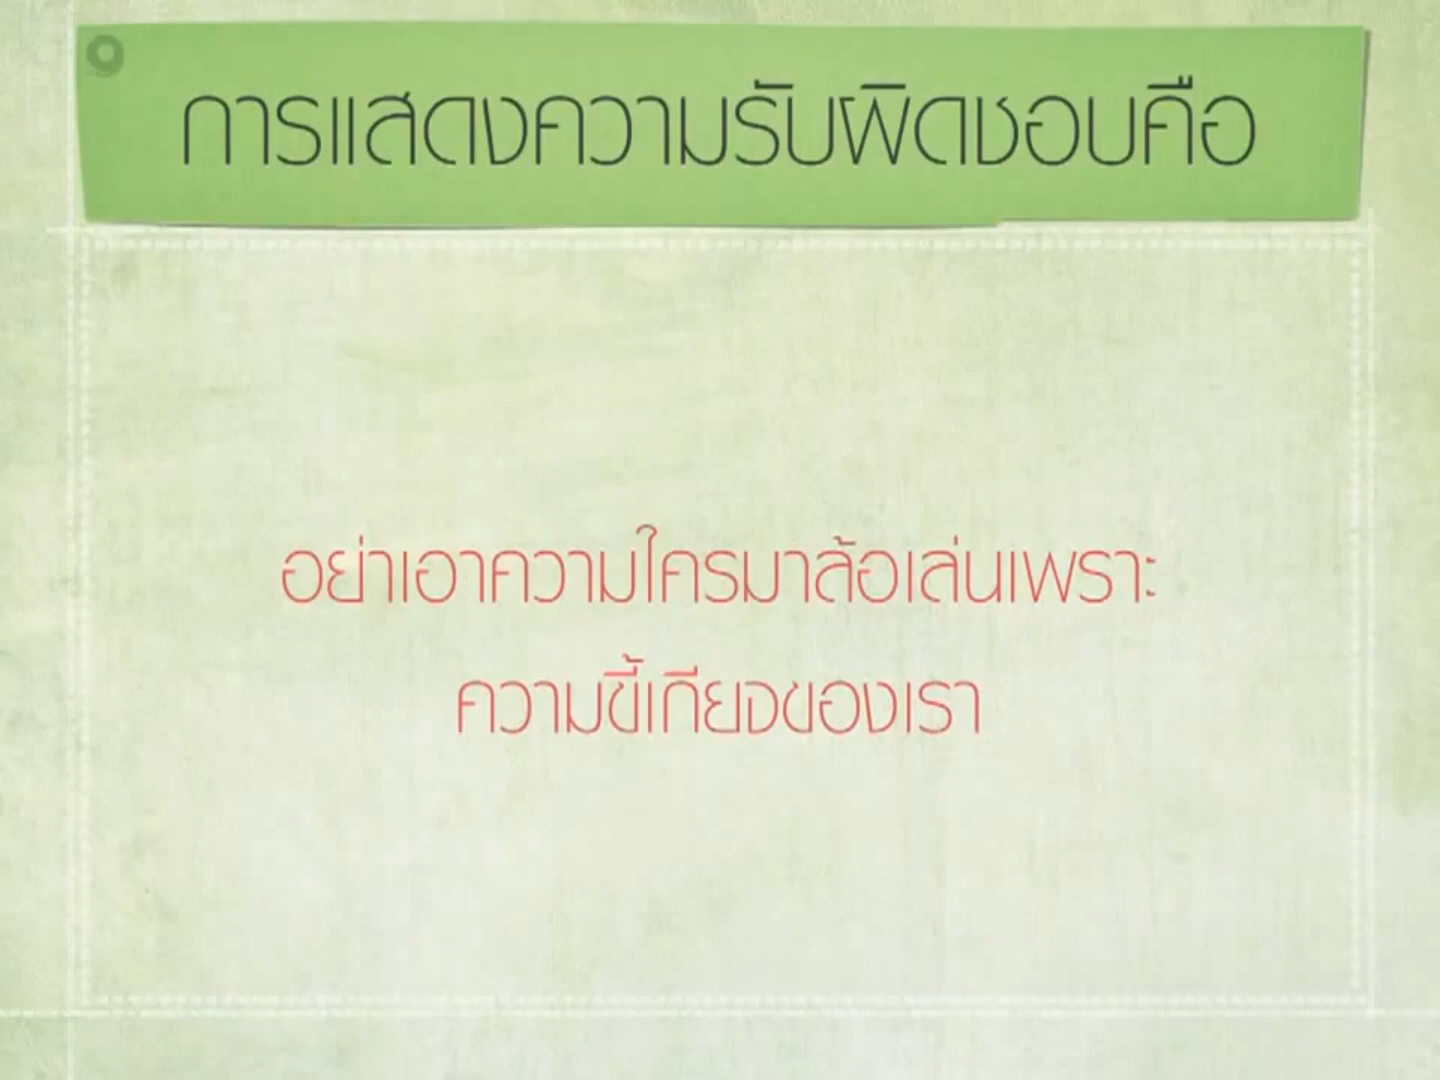 การแสดงความรับผิดชอบคือ
อย่าเอาความใครมาล้อเล่นเพราะ
ความขี้เกียจของเรา